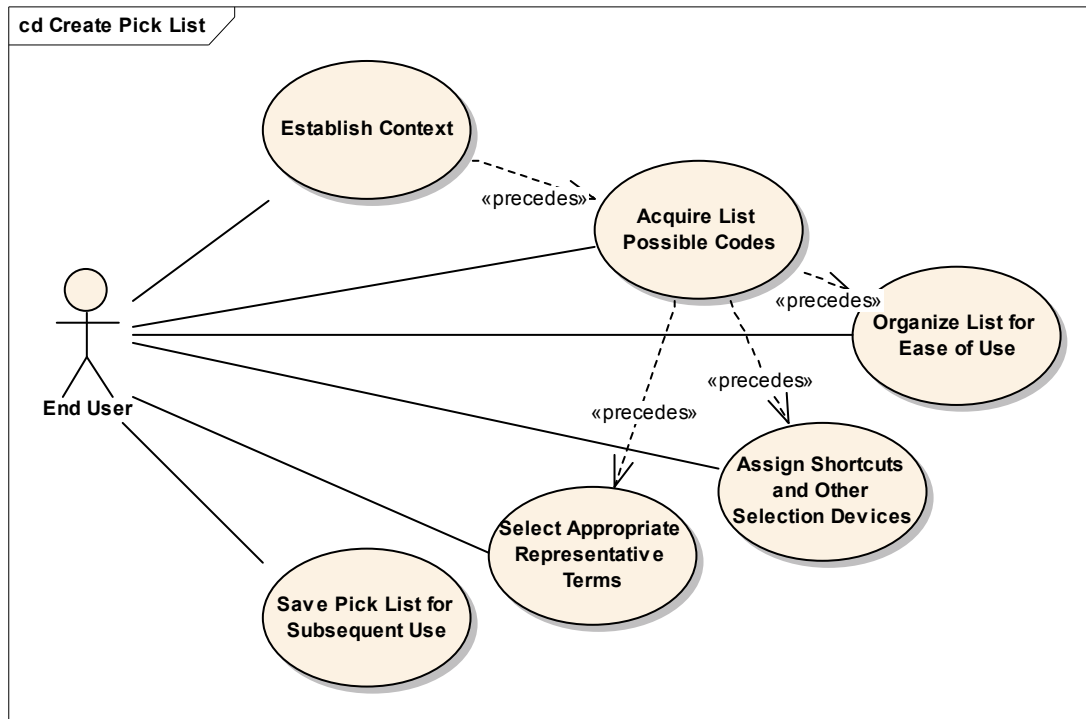 cd Create Pick List
Establish Context
«precedes»
Acquire List
Possible Codes
«precedes»
Organize List for
Ease of Use
«precedes»
«precedes»
End User
Assign Shortcuts
and Other
Selection Devices
Select Appropriate
Representative
Terms
Save Pick List for
Subsequent Use